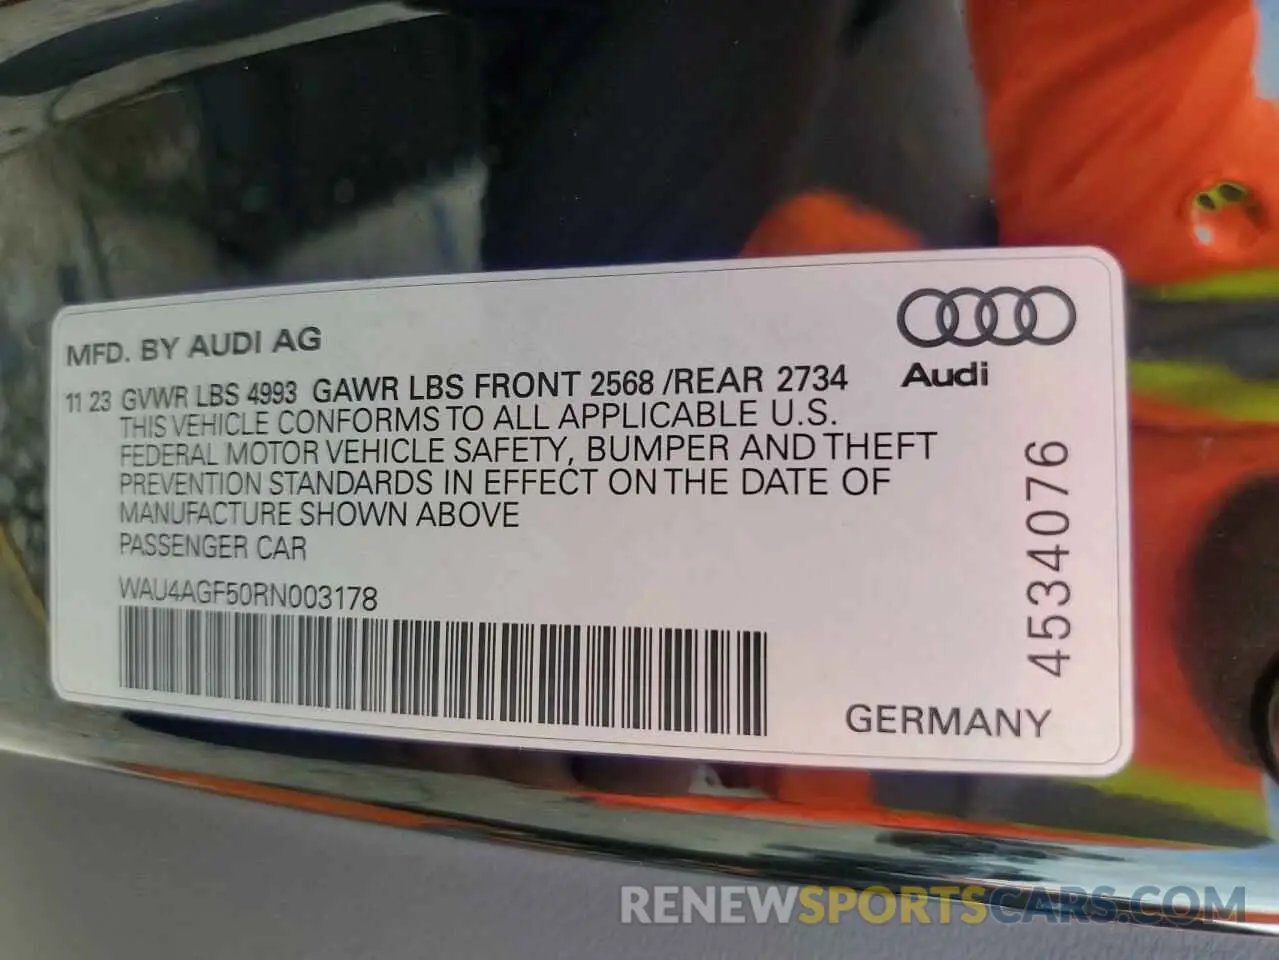 MFD. BY AUDI AG
Audi
11 23 GVWR LBS 4993 GAWR LBS FRONT 2568 /REAR 2734
THIS VEHICLE CONFORMS TO ALL APPLICABLE U.S.
FEDERAL MOTOR VEHICLE SAFETY, BUMPER AND THEFT
PREVENTION STANDARDS IN EFFECT ON THE DATE OF
MANUFACTURE SHOWN ABOVE
PASSENGER CAR
WAU4AGF50RN003178
4534076
GERMANY
RENEWSPORTSCARS.COM